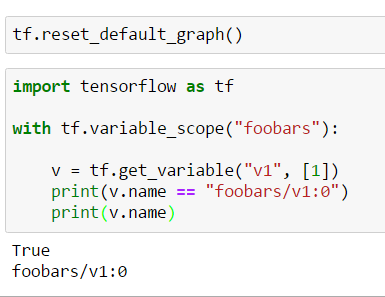 tf.reset_default_graph()
import tensorflow as tf
with tf.variable_scope("foobars"):
v = tf.get_variable("v1", [1])
print(v.name == "foobars/v1:0")
print(v.name)
True
foobars/v1:0